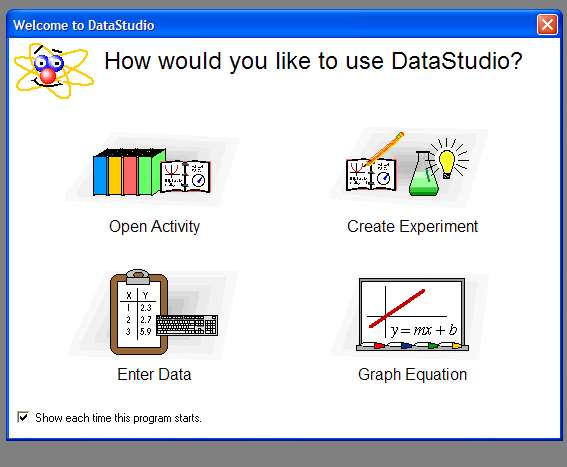 Welcome to DataStudio
How would you like to use DataStudio?
Open Activity
Create Experiment
X Y
1 2.3
2 2.7
3 5.9
y = mx + b
Enter Data
Graph Equation
Show each time this program starts.